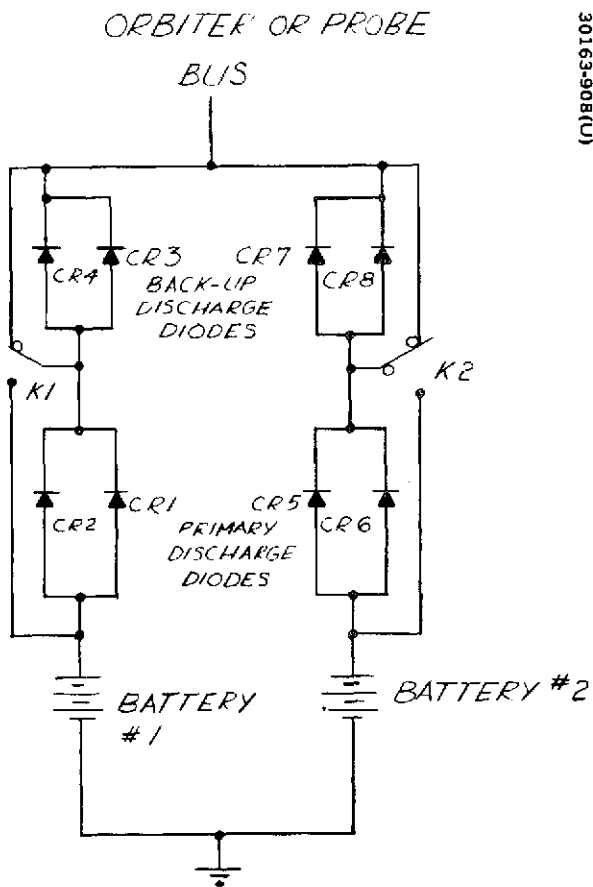 ORBITER OR PROBE
BUS
30163-908(U)
CR3
CR4
BACK-UP
DISCHARGE
DIODES
CR7
CR8
K1
K2
CR1
CR2
PRIMARY
DISCHARGE
DIODES
CR5
CR6
BATTERY
#1
BATTERY #2